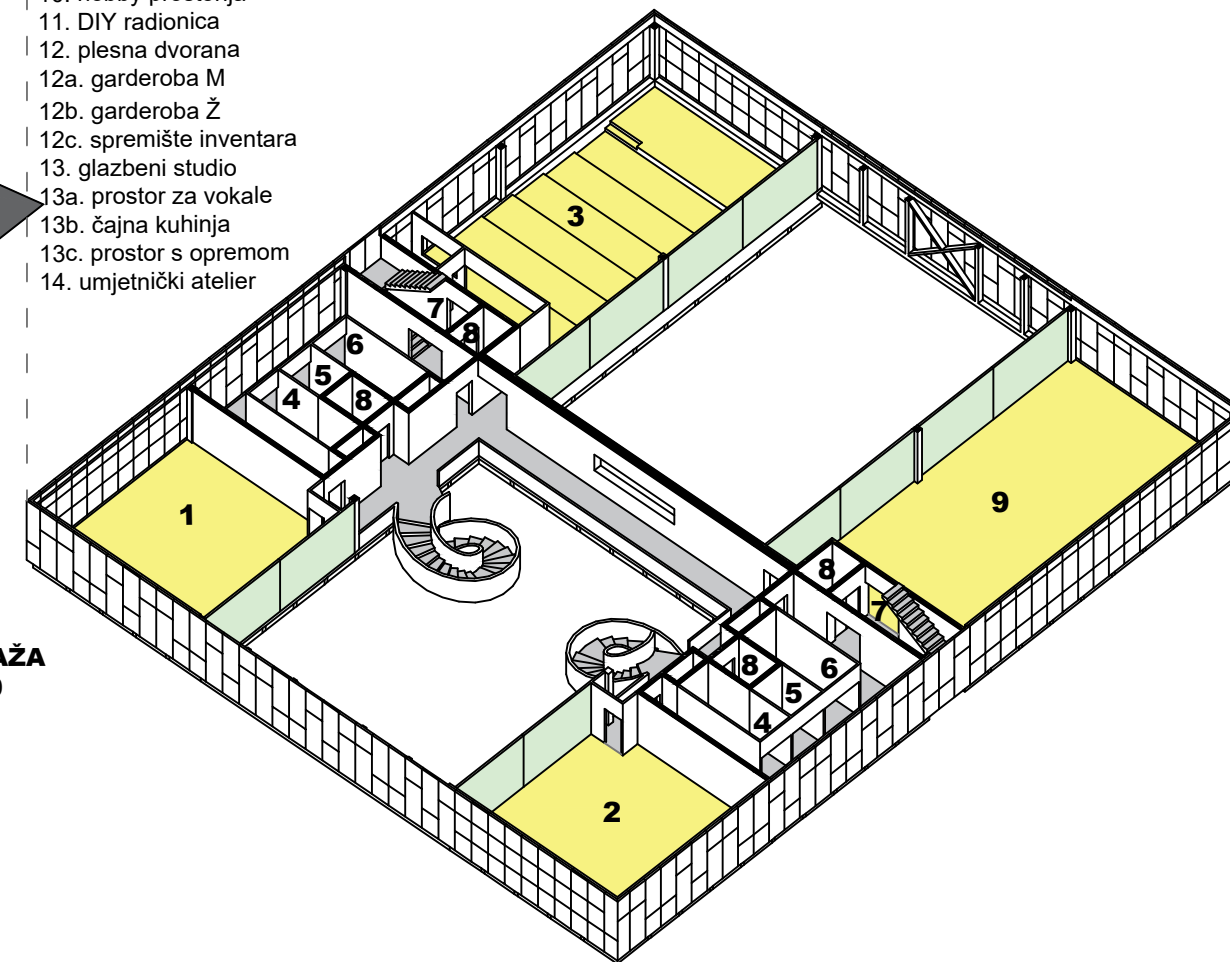 11. DIY radionica
12. plesna dvorana
12a. garderoba M
12b. garderoba Ž
12c. spremište inventara
13. glazbeni studio
13a. prostor za vokale
13b. čajna kuhinja
13c. prostor s opremom
14. umjetnički atelier
3
7
8
6
5
8
4
1
9
8
7
6
8
5
4
2